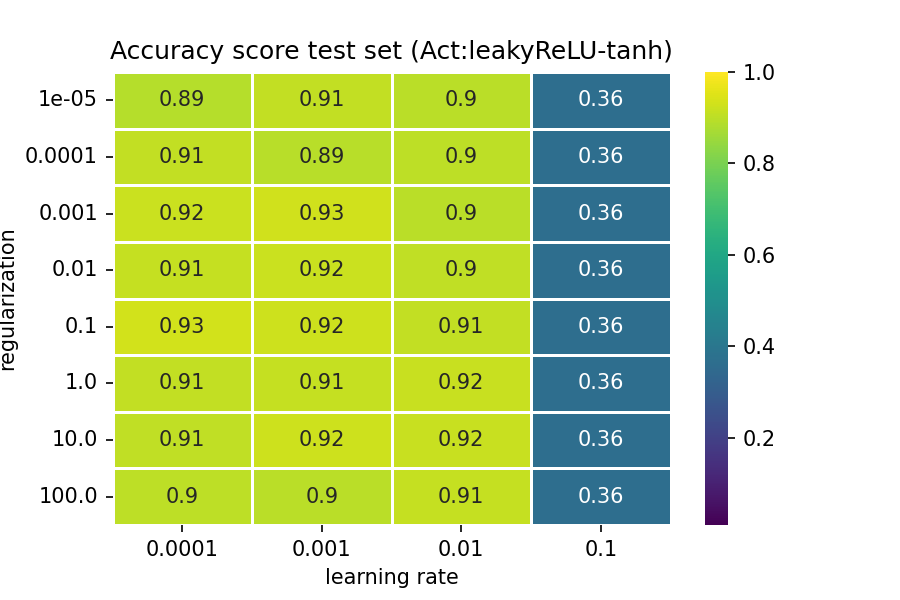 Accuracy score test set (Act:leakyReLU-tanh)
1e-05 0.89 0.91 0.9 0.36
0.0001 0.91 0.89 0.9 0.36
0.001 0.92 0.93 0.9 0.36
0.01 0.91 0.92 0.9 0.36
0.1 0.93 0.92 0.91 0.36
1.0 0.91 0.91 0.92 0.36
10.0 0.91 0.92 0.92 0.36
100.0 0.9 0.9 0.91 0.36
0.0001 0.001 0.01 0.1
learning rate
regularization
1.0
0.8
0.6
0.4
0.2